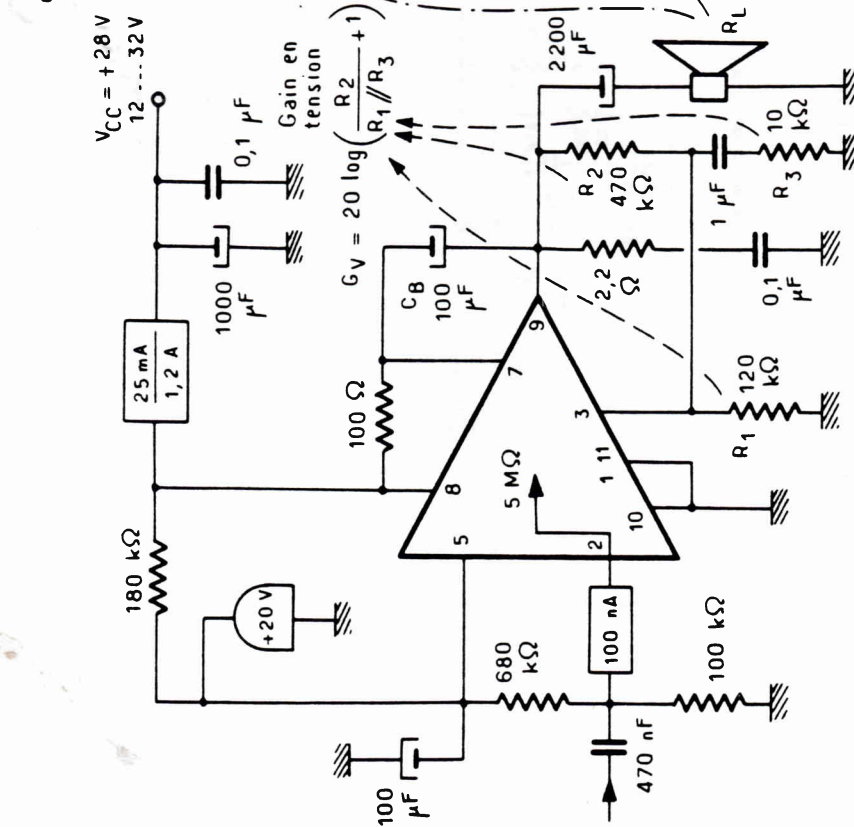 VCC = + 28 V
12 --- 32 V
0,1 µF
1000
µF
25 mA
1,2 A
180 kΩ
+20 V
100
µF
Gain en
tension
GV = 20 log ( R2 / R1 // R3 + 1 )
CB
100
µF
100 Ω
8
7
9
5
5 MΩ
2
3
1 11
10
100 nA
680
kΩ
100 kΩ
470 nF
2200
µF
RL
R2
470
kΩ
1 µF
10
kΩ
R3
2,2
Ω
0,1
µF
R1
120
kΩ